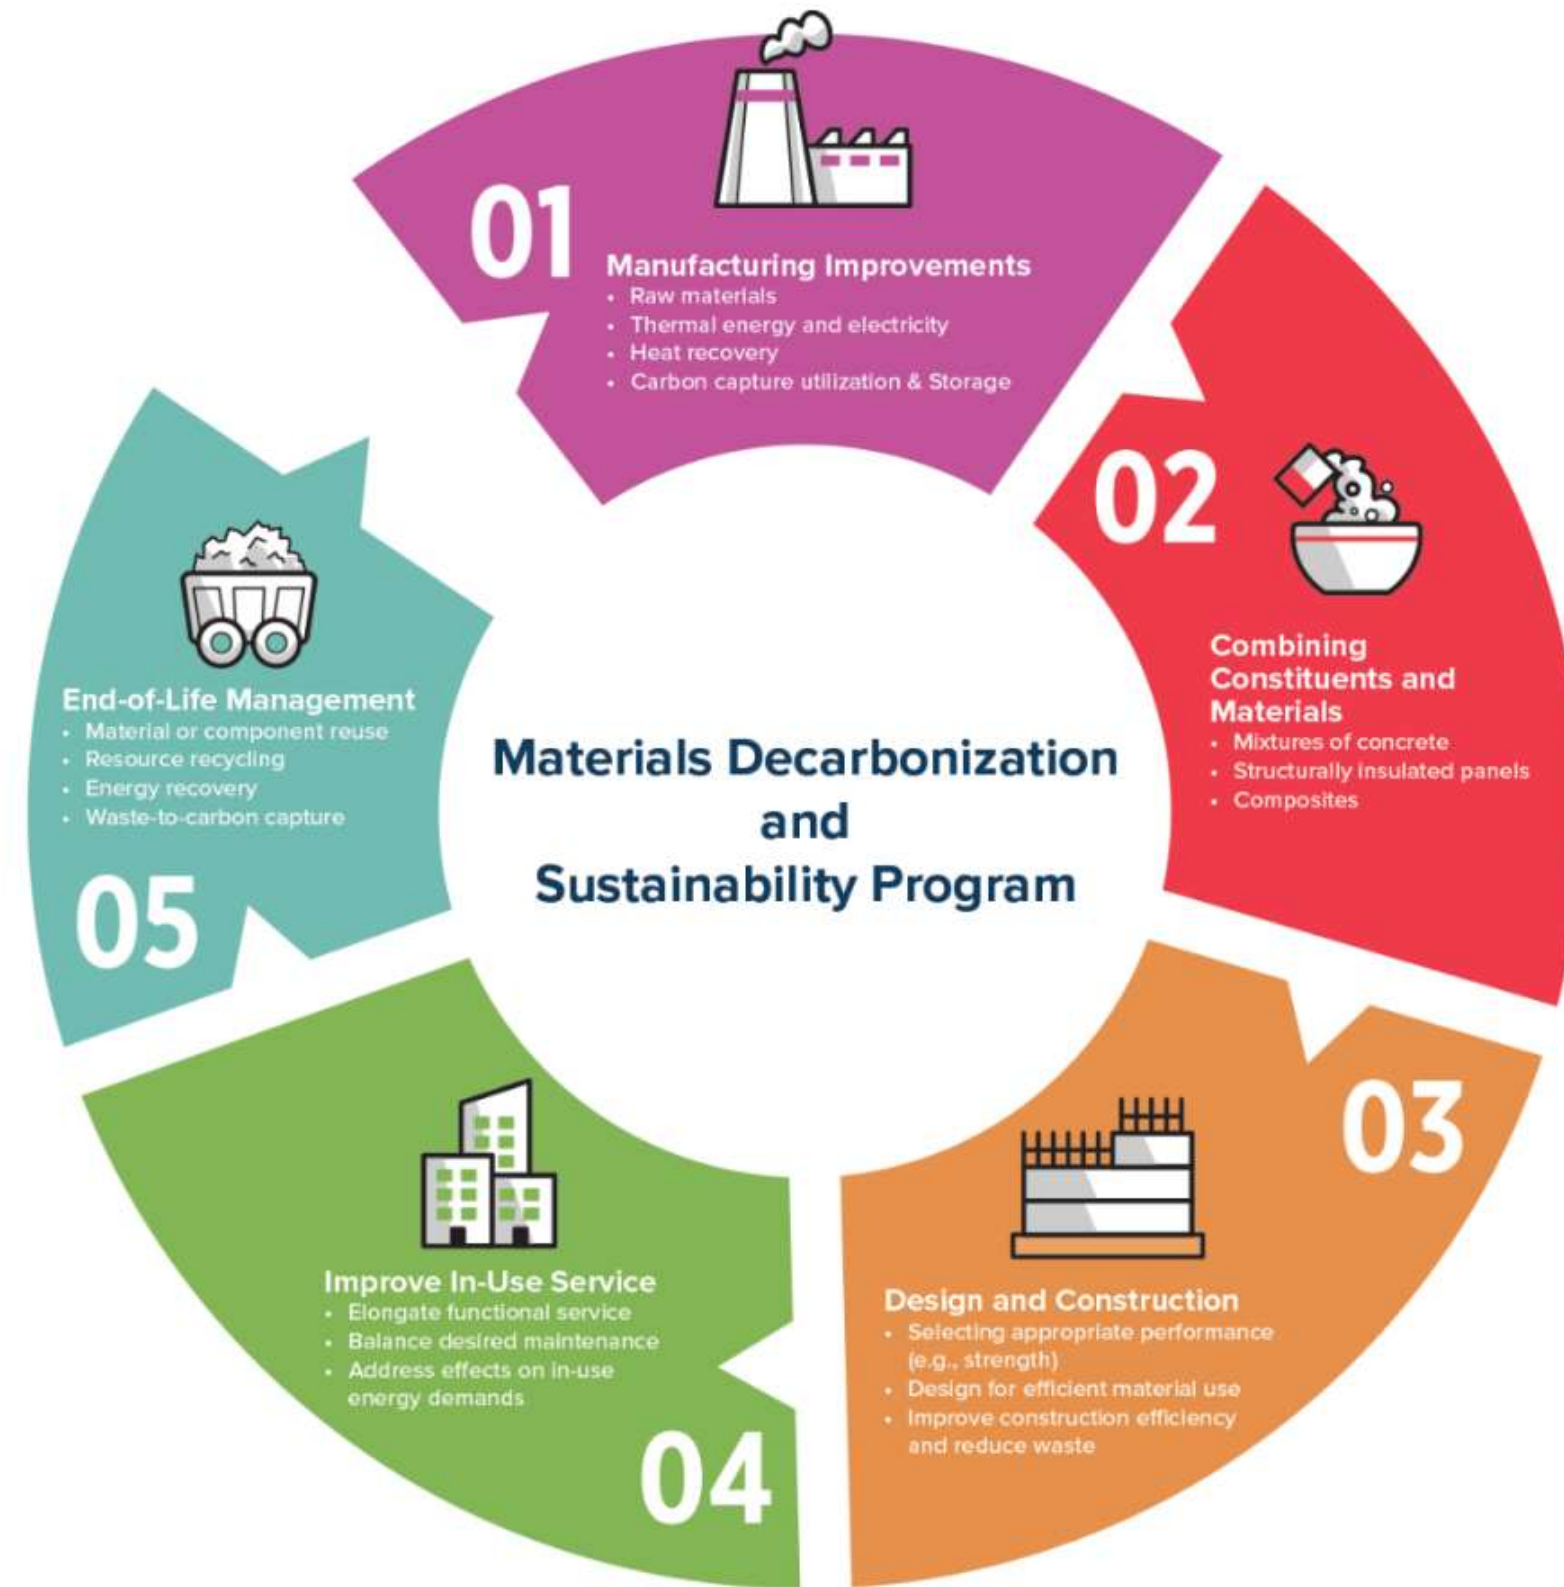 01
Manufacturing Improvements
• Raw materials
• Thermal energy and electricity
• Heat recovery
• Carbon capture utilization & Storage
02
Combining
Constituents and
Materials
• Mixtures of concrete
• Structurally insulated panels
• Composites
03
Design and Construction
• Selecting appropriate performance
(e.g., strength)
• Design for efficient material use
• Improve construction efficiency
and reduce waste
04
Improve In-Use Service
• Elongate functional service
• Balance desired maintenance
• Address effects on in-use
energy demands
05
End-of-Life Management
• Material or component reuse
• Resource recycling
• Energy recovery
• Waste-to-carbon capture
Materials Decarbonization
and
Sustainability Program